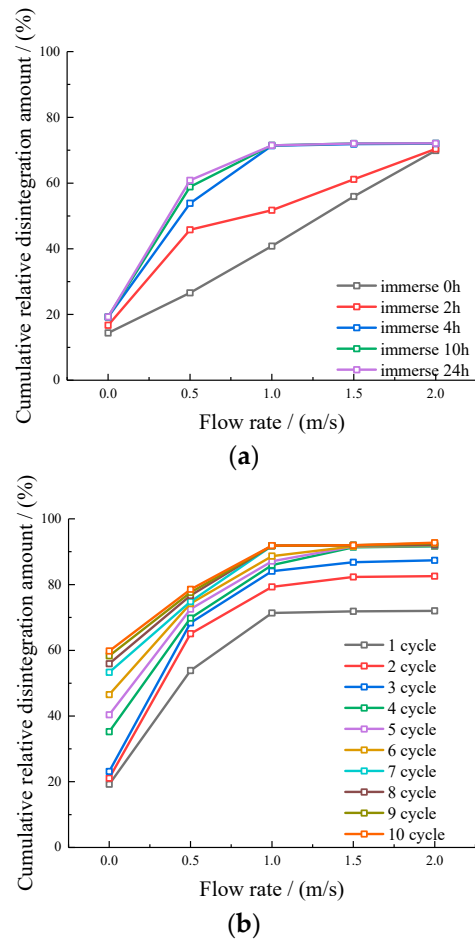 Cumulative relative disintegration amount / (%)
100
80
60
40
20
0
immerse 0h
immerse 2h
immerse 4h
immerse 10h
immerse 24h
0.0 0.5 1.0 1.5 2.0
Flow rate / (m/s)
(a)
Cumulative relative disintegration amount / (%)
100
80
60
40
20
0
1 cycle
2 cycle
3 cycle
4 cycle
5 cycle
6 cycle
7 cycle
8 cycle
9 cycle
10 cycle
0.0 0.5 1.0 1.5 2.0
Flow rate / (m/s)
(b)